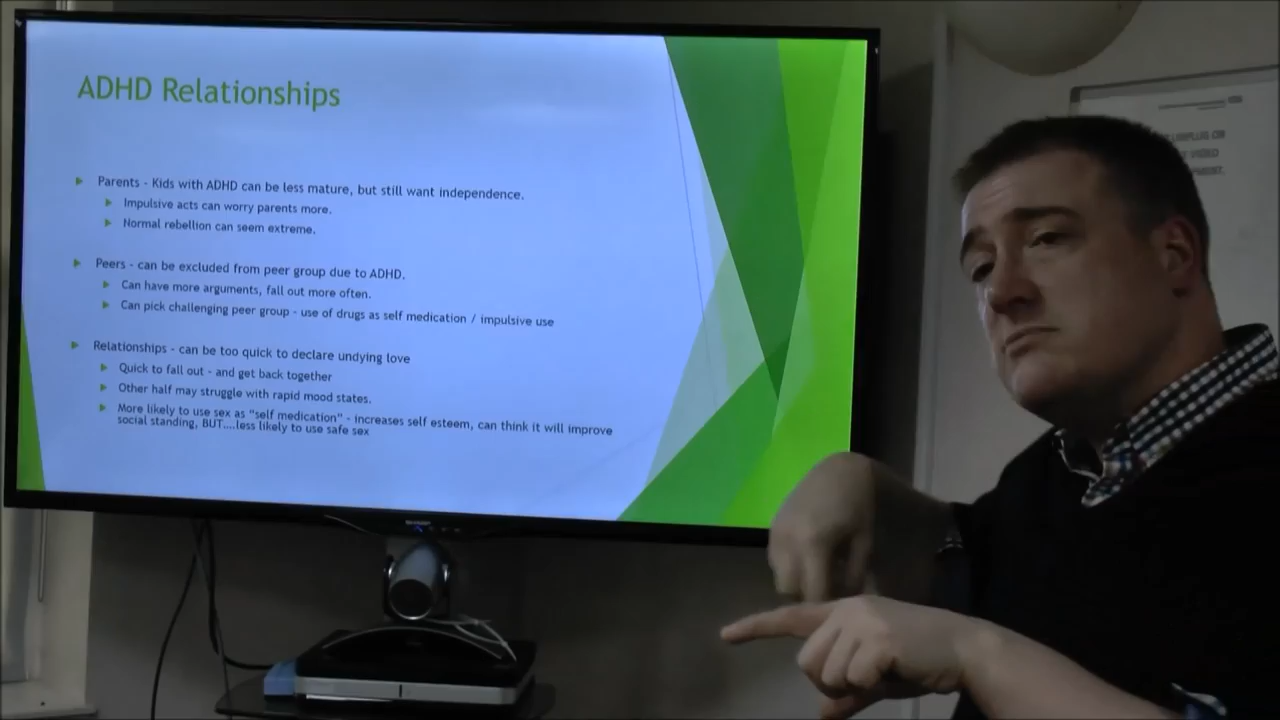 ADHD Relationships
Parents - Kids with ADHD can be less mature, but still want independence.
Impulsive acts can worry parents more.
Normal rebellion can seem extreme.
Peers - can be excluded from peer group due to ADHD.
Can have more arguments, fall out more often.
Can pick challenging peer group - use of drugs as self medication / impulsive use
Relationships - can be too quick to declare undying love
Quick to fall out - and get back together
Other half may struggle with rapid mood states.
More likely to use sex as "self medication" - increases self esteem, can think it will improve
social standing, BUT....less likely to use safe sex
UNPLUG OR
VIDEO